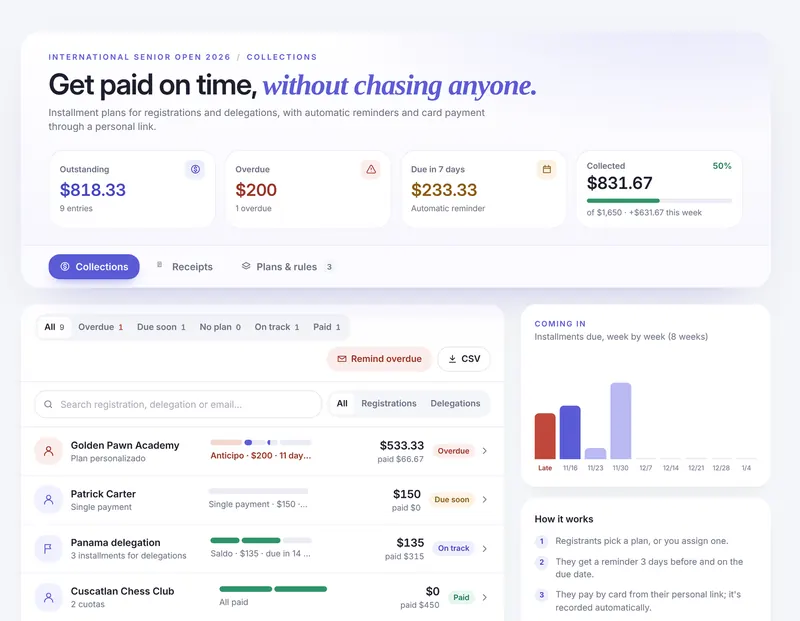 INTERNATIONAL SENIOR OPEN 2026 / COLLECTIONS
Get paid on time, without chasing anyone.
Installment plans for registrations and delegations, with automatic reminders and card payment
through a personal link.
Outstanding
$818.33
9 entries
Overdue
$200
1 overdue
Due in 7 days
$233.33
Automatic reminder
Collected 50%
$831.67
of $1,650 · +$631.67 this week
Collections
Receipts
Plans & rules 3
All 9 Overdue 1 Due soon 1 No plan 0 On track 1 Paid 1
Remind overdue
CSV
Search registration, delegation or email...
All Registrations Delegations
Golden Pawn Academy
Plan personalizado
Anticipo · $200 · 11 day...
$533.33
paid $66.67
Overdue
Patrick Carter
Single payment
Single payment · $150 ·...
$150
paid $0
Due soon
Panama delegation
3 installments for delegations
Saldo · $135 · due in 14 ...
$135
paid $315
On track
Cuscatlan Chess Club
2 cuotas
All paid
$0
paid $450
Paid
COMING IN
Installments due, week by week (8 weeks)
Late 11/16 11/23 11/30 12/7 12/14 12/21 12/28 1/4
How it works
1 Registrants pick a plan, or you assign one.
2 They get a reminder 3 days before and on the
due date.
3 They pay by card from their personal link; it's
recorded automatically.